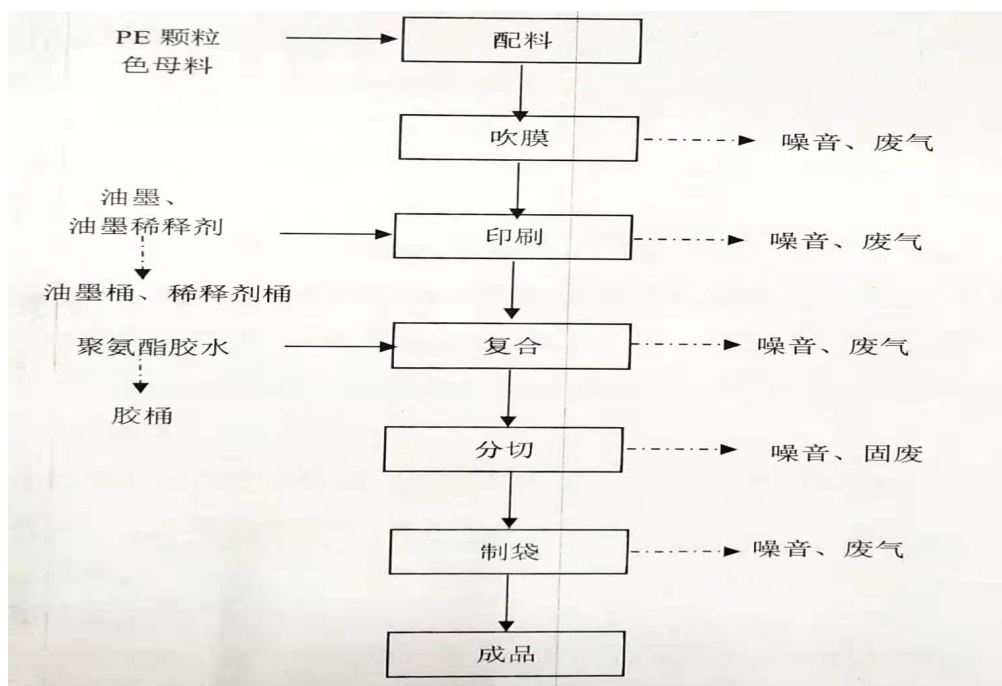 PE 颗粒
色母料
配料
吹膜
噪音、废气
油墨、
油墨稀释剂
印刷
噪音、废气
油墨桶、稀释剂桶
聚氨酯胶水
复合
噪音、废气
胶桶
分切
噪音、固废
制袋
噪音、废气
成品